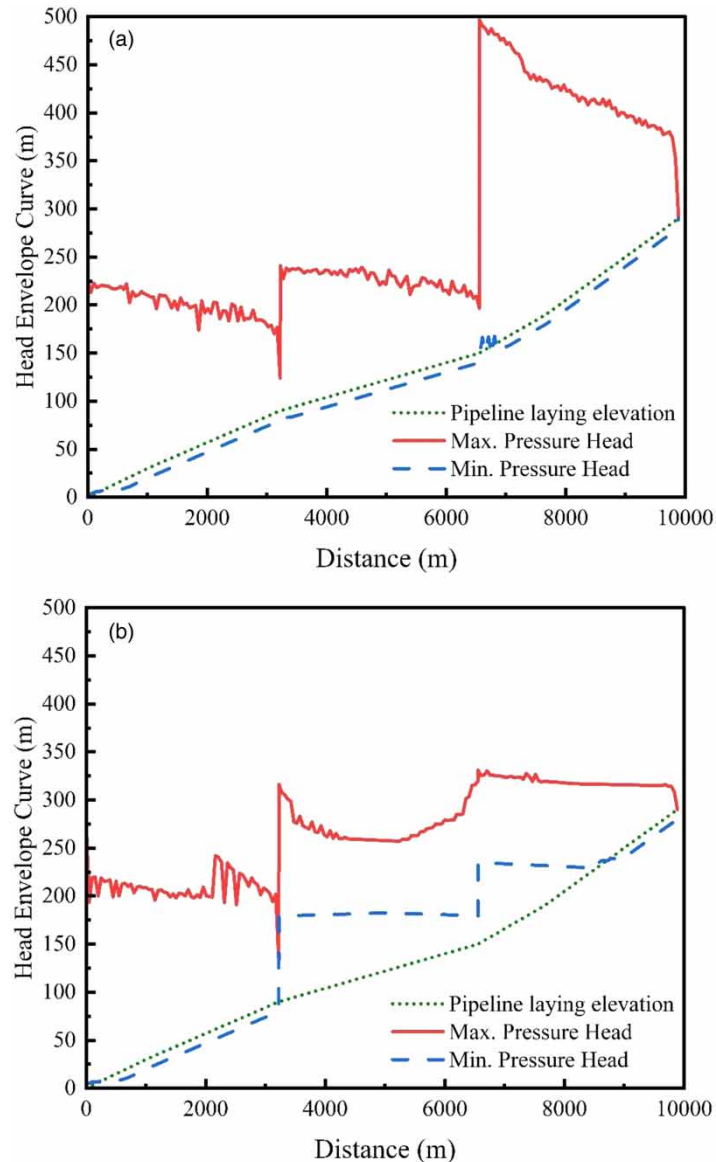 (a)
500
450
400
350
300
250
200
150
100
50
0
Head Envelope Curve (m)
Pipeline laying elevation
Max. Pressure Head
Min. Pressure Head
0 2000 4000 6000 8000 10000
Distance (m)
(b)
500
450
400
350
300
250
200
150
100
50
0
Head Envelope Curve (m)
Pipeline laying elevation
Max. Pressure Head
Min. Pressure Head
0 2000 4000 6000 8000 10000
Distance (m)